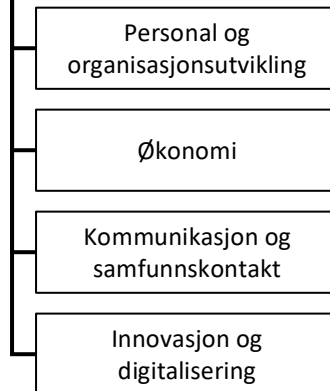 Personal og
organisasjonsutvikling
Økonomi
Kommunikasjon og
samfunnskontakt
Innovasjon og
digitalisering